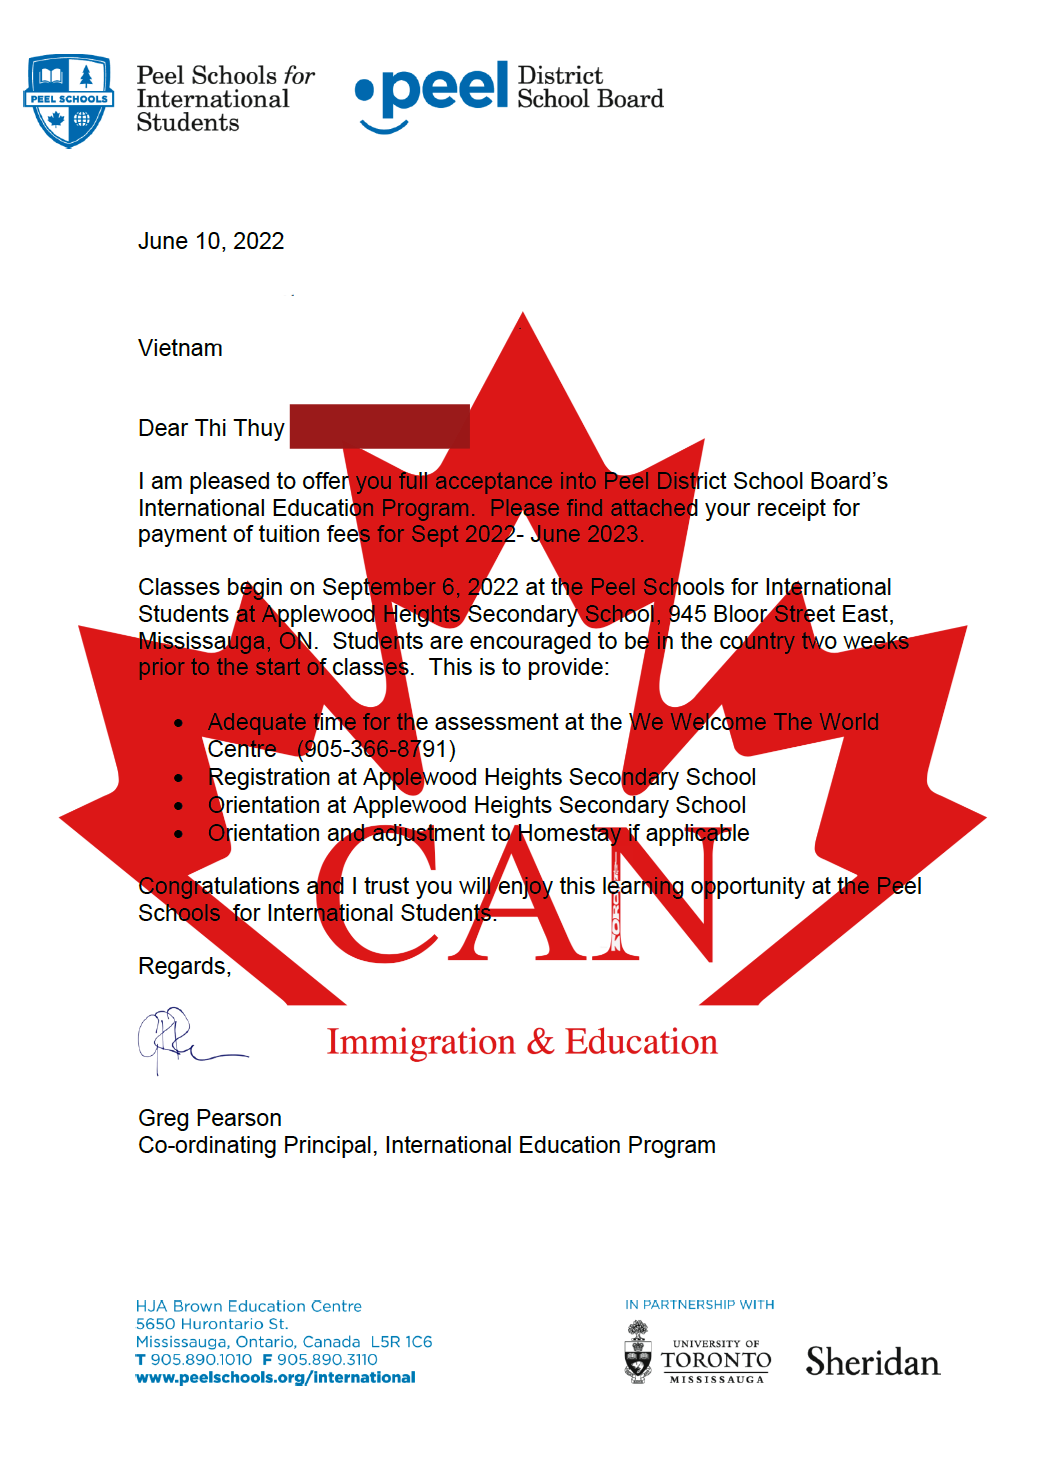 PEEL SCHOOLS
Peel Schools for
International
Students
peel
District
School Board
June 10, 2022
Vietnam
Dear Thi Thuy
I am pleased to offer you full acceptance into Peel District School Board's
International Education Program.  Please find attached your receipt for
payment of tuition fees for Sept 2022- June 2023.
Classes begin on September 6, 2022 at the Peel Schools for International
Students at Applewood Heights Secondary School, 945 Bloor Street East,
Mississauga, ON.  Students are encouraged to be in the country two weeks
prior to the start of classes.  This is to provide:
• Adequate time for the assessment at the We Welcome The World
Centre   (905-366-8791)
• Registration at Applewood Heights Secondary School
• Orientation at Applewood Heights Secondary School
• Orientation and adjustment to Homestay if applicable
CAN
Congratulations and I trust you will enjoy this learning opportunity at the Peel
Schools  for International Students.
Regards,
Immigration & Education
Greg Pearson
Co-ordinating Principal, International Education Program
HJA Brown Education Centre
5650 Hurontario St.
Mississauga, Ontario, Canada  L5R 1C6
T 905.890.1010  F 905.890.3110
www.peelschools.org/international
IN PARTNERSHIP WITH
UNIVERSITY OF
TORONTO
MISSISSAUGA
Sheridan